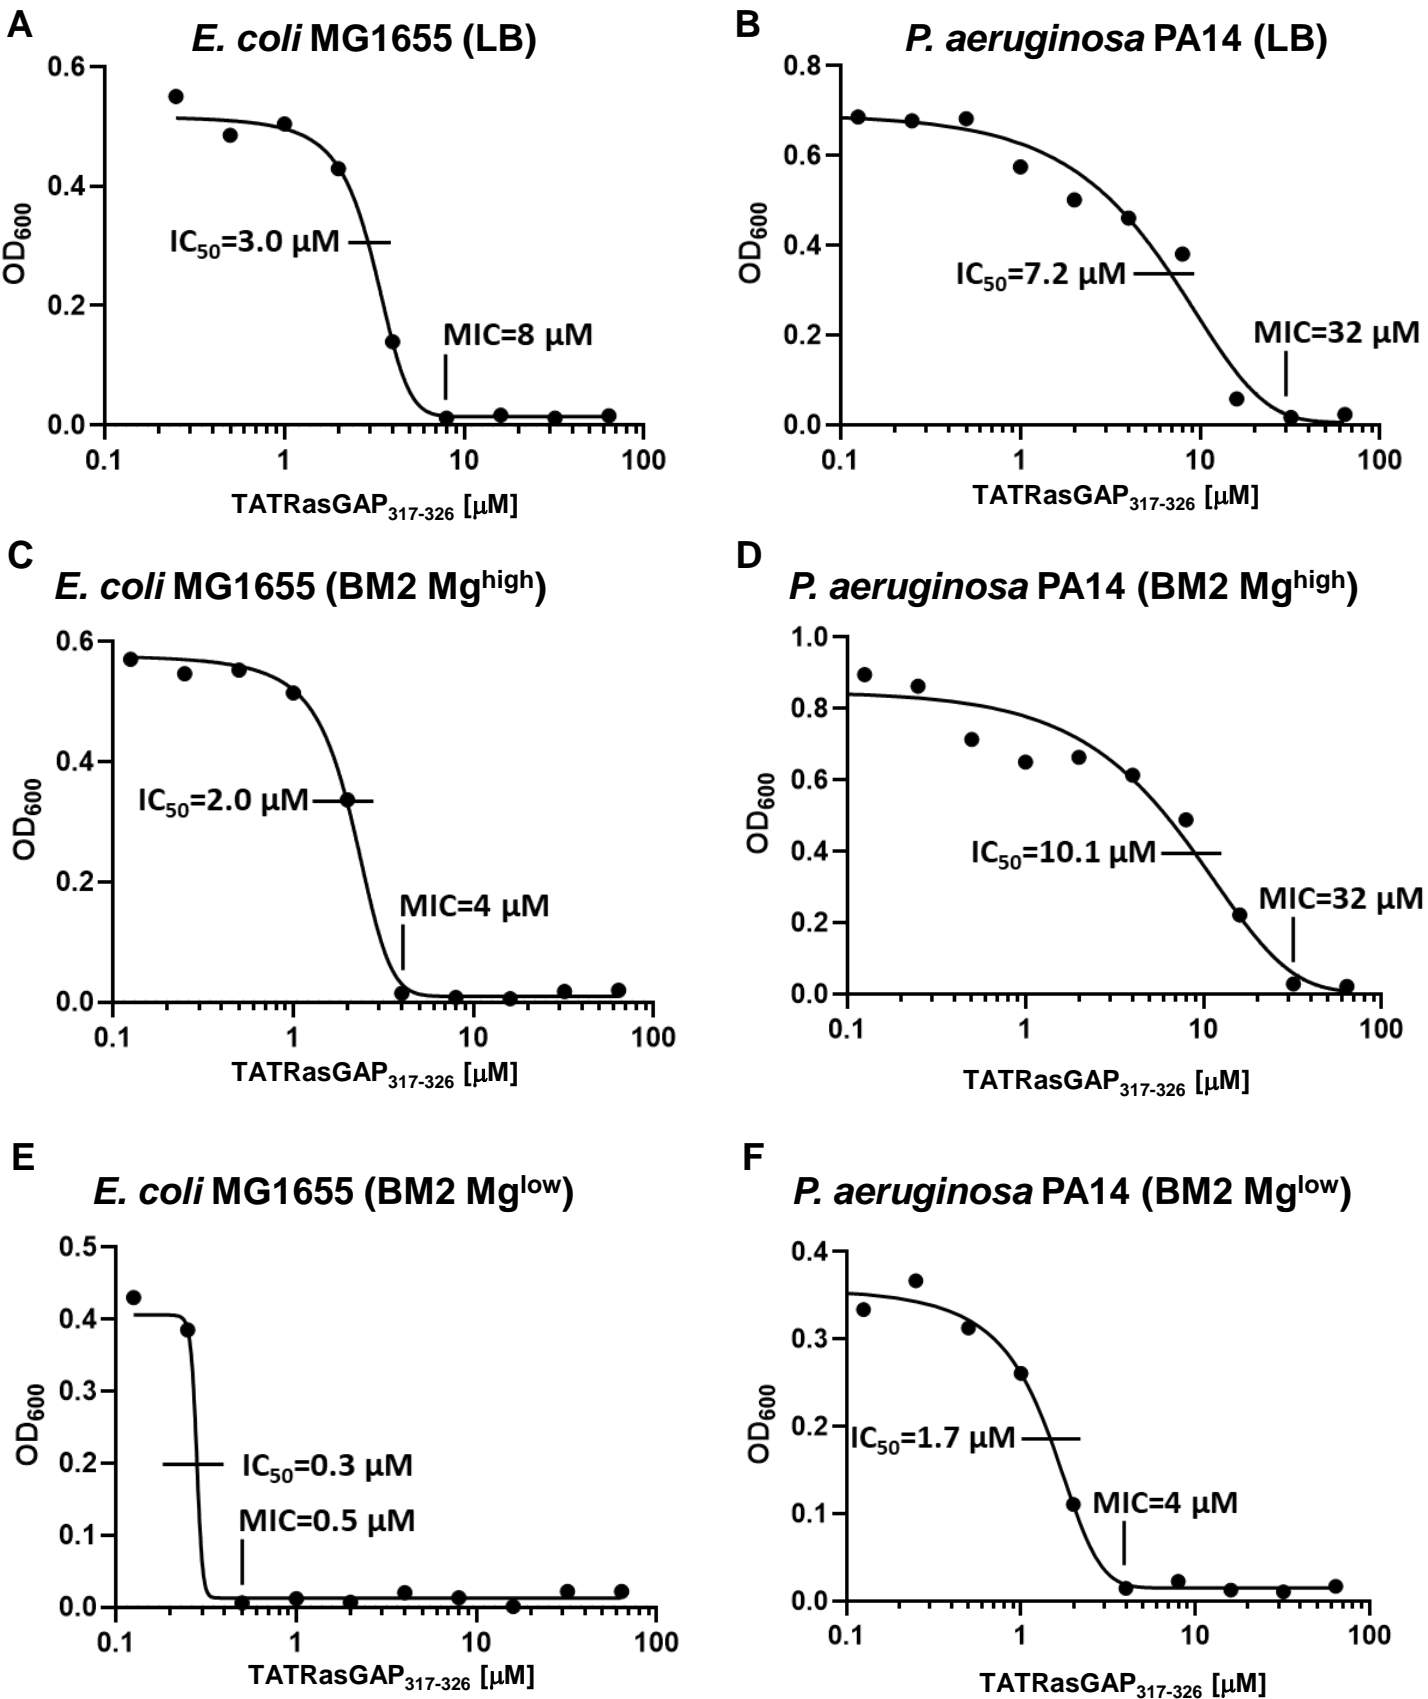 A
E. coli MG1655 (LB)
0.6
0.4
0.2
0.0
OD600
IC50=3.0 µM
MIC=8 µM
0.1 1 10 100
TATRasGAP317-326 [µM]
B
P. aeruginosa PA14 (LB)
0.8
0.6
0.4
0.2
0.0
OD600
IC50=7.2 µM
MIC=32 µM
0.1 1 10 100
TATRasGAP317-326 [µM]
C
E. coli MG1655 (BM2 Mghigh)
0.6
0.4
0.2
0.0
OD600
IC50=2.0 µM
MIC=4 µM
0.1 1 10 100
TATRasGAP317-326 [µM]
D
P. aeruginosa PA14 (BM2 Mghigh)
1.0
0.8
0.6
0.4
0.2
0.0
OD600
IC50=10.1 µM
MIC=32 µM
0.1 1 10 100
TATRasGAP317-326 [µM]
E
E. coli MG1655 (BM2 Mglow)
0.5
0.4
0.3
0.2
0.1
0.0
OD600
IC50=0.3 µM
MIC=0.5 µM
0.1 1 10 100
TATRasGAP317-326 [µM]
F
P. aeruginosa PA14 (BM2 Mglow)
0.4
0.3
0.2
0.1
0.0
OD600
IC50=1.7 µM
MIC=4 µM
0.1 1 10 100
TATRasGAP317-326 [µM]